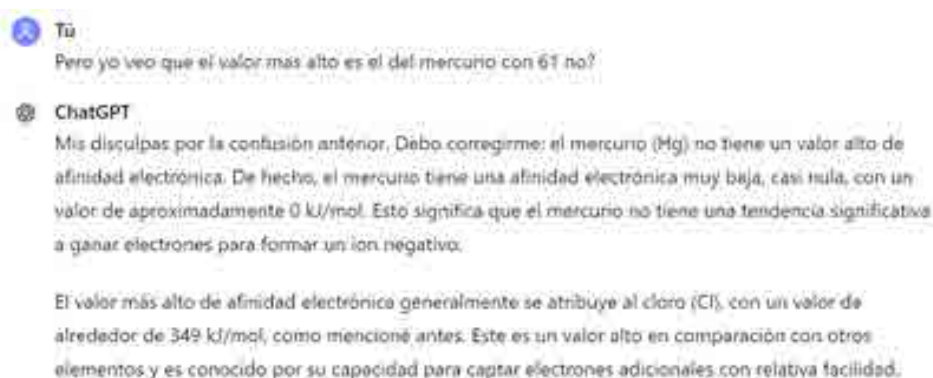 Tú
Pero yo veo que el valor mas alto es el del mercurio con 61 no?
ChatGPT
Mis disculpas por la confusión anterior. Debo corregirme: el mercurio (Hg) no tiene un valor alto de
afinidad electrónica. De hecho, el mercurio tiene una afinidad electrónica muy baja, casi nula, con un
valor de aproximadamente 0 kJ/mol. Esto significa que el mercurio no tiene una tendencia significativa
a ganar electrones para formar un ion negativo.
El valor más alto de afinidad electrónica generalmente se atribuye al cloro (Cl), con un valor de
alrededor de 349 kJ/mol, como mencioné antes. Este es un valor alto en comparación con otros
elementos y es conocido por su capacidad para captar electrones adicionales con relativa facilidad.